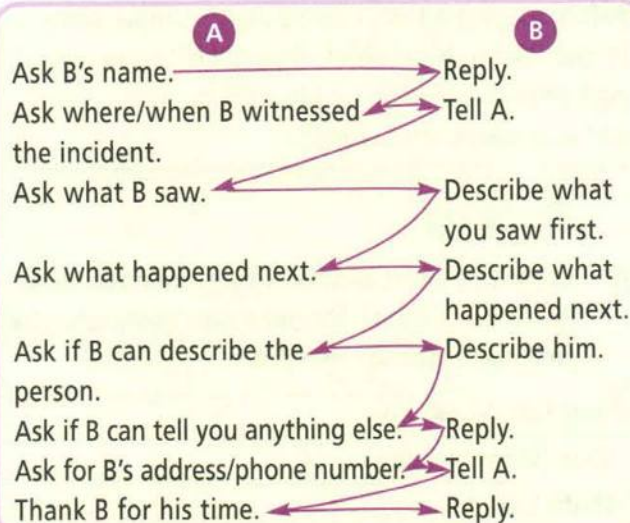 A B
Ask B's name. Reply.
Ask where/when B witnessed Tell A.
the incident.
Ask what B saw. Describe what
you saw first.
Ask what happened next. Describe what
happened next.
Ask if B can describe the Describe him.
person.
Ask if B can tell you anything else. Reply.
Ask for B's address/phone number. Tell A.
Thank B for his time. Reply.